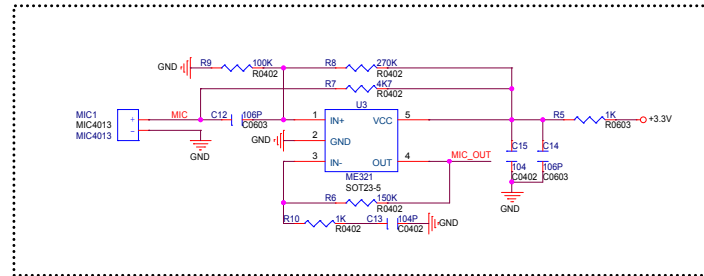 R9 100K R8 270K
GND R0402 R0402
R7 4K7
R0402
U3
MIC1 MIC C12 106P 1 IN+ VCC 5 R5 1K
MIC4013 + C0603 R0603 +3.3V
MIC4013 - GND 2 GND
GND 3 IN- OUT 4 MIC_OUT C15 C14
ME321 104 106P
SOT23-5 C0402 C0603
R6 150K GND
R0402
R10 1K C13 104P GND
R0402 C0402